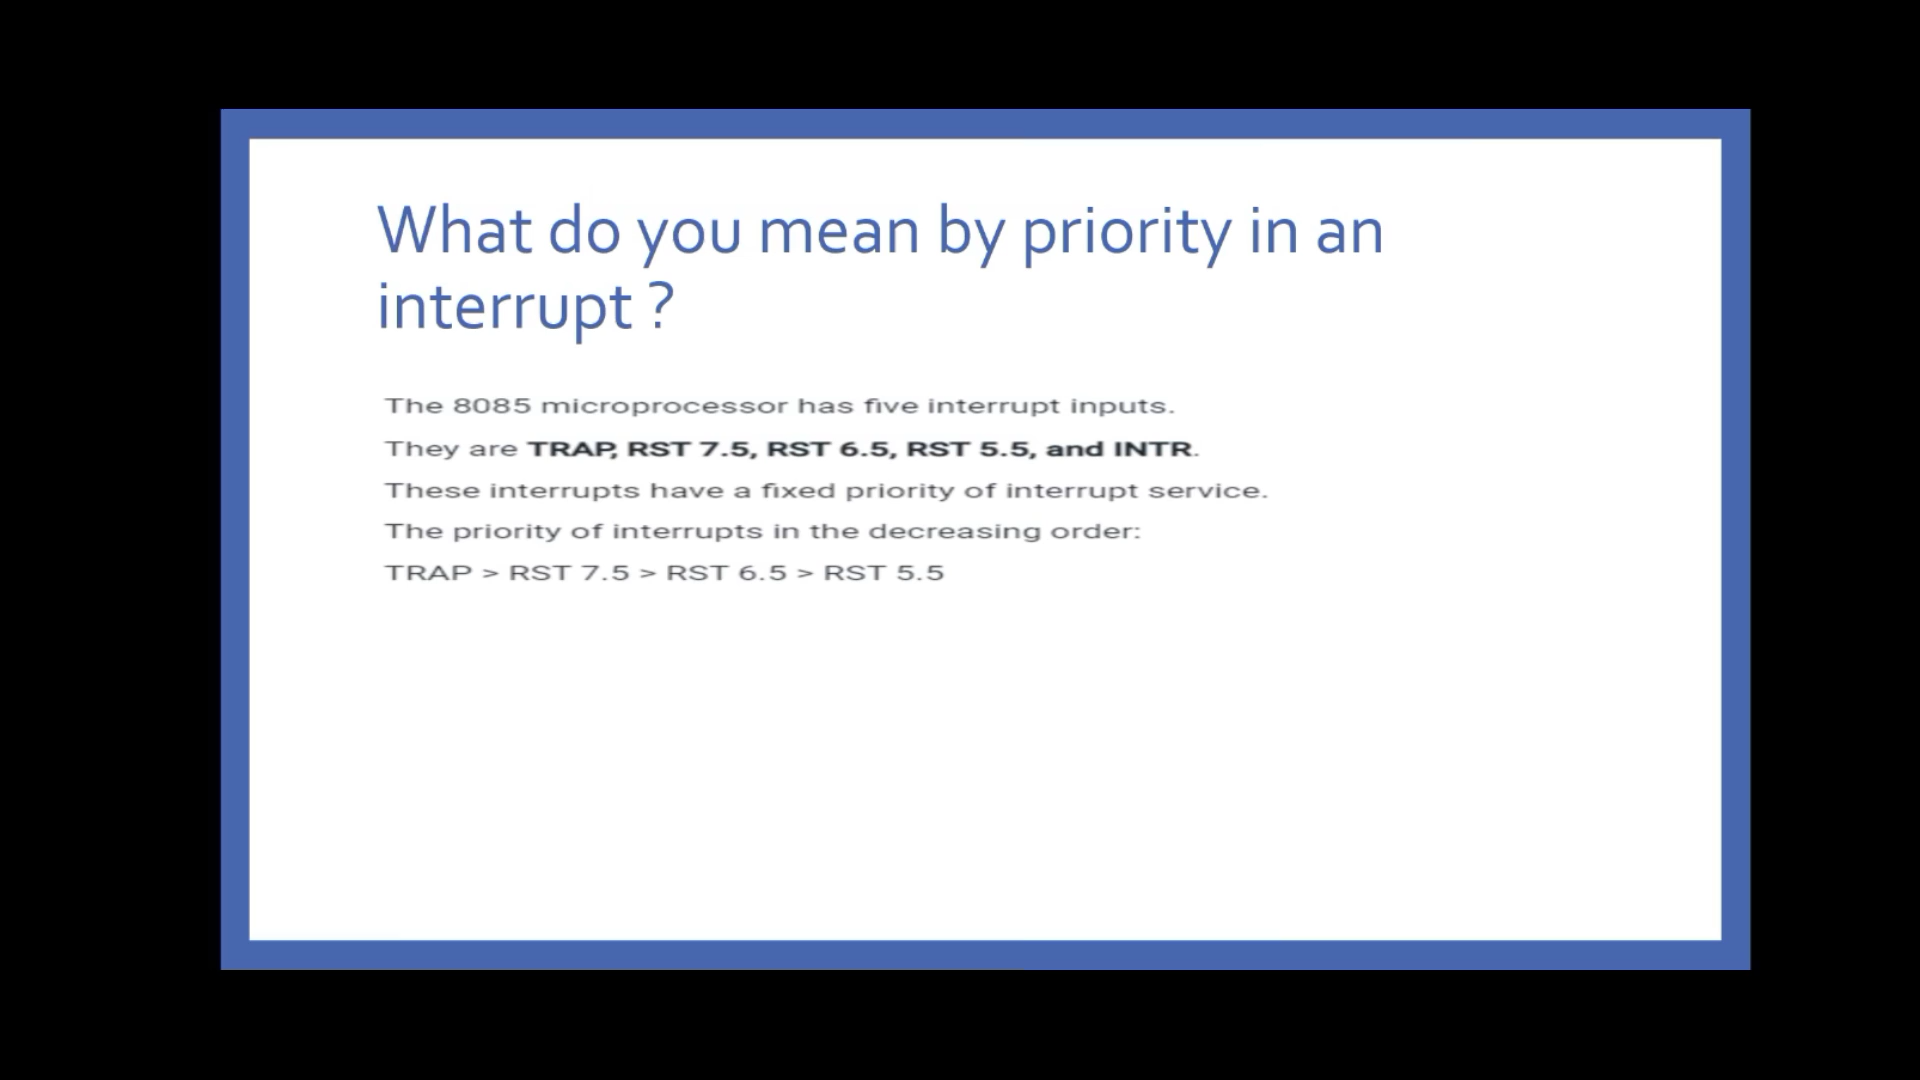 What do you mean by priority in an
interrupt ?
The 8085 microprocessor has five interrupt inputs.
They are TRAP, RST 7.5, RST 6.5, RST 5.5, and INTR.
These interrupts have a fixed priority of interrupt service.
The priority of interrupts in the decreasing order:
TRAP > RST 7.5 > RST 6.5 > RST 5.5